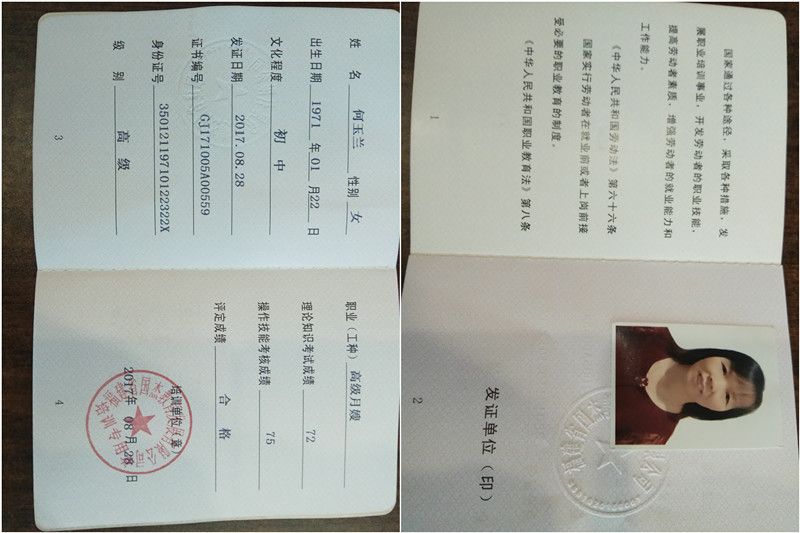 姓 名 何玉兰 性别 女
出生日期 1971 年 01 月 22 日
文化程度 初中
发证日期 2017.08.28
证书编号 GJ171005A00559
身份证号 35012119710122322X
级 别 高级
3
职业（工种） 高级月嫂
理论知识考试成绩 72
操作技能考核成绩 75
评定成绩 合格
培训单位（章）
2017年 08月 28日
4
国家通过各种途径，采取各种措施，发
展职业培训事业，开发劳动者的职业技能，
提高劳动者素质，增强劳动者的就业能力和
工作能力。
《中华人民共和国劳动法》第六十六条
国家实行劳动者在就业前或者上岗前接
受必要的职业教育的制度。
《中华人民共和国职业教育法》第八条
1
发证单位（印）
2